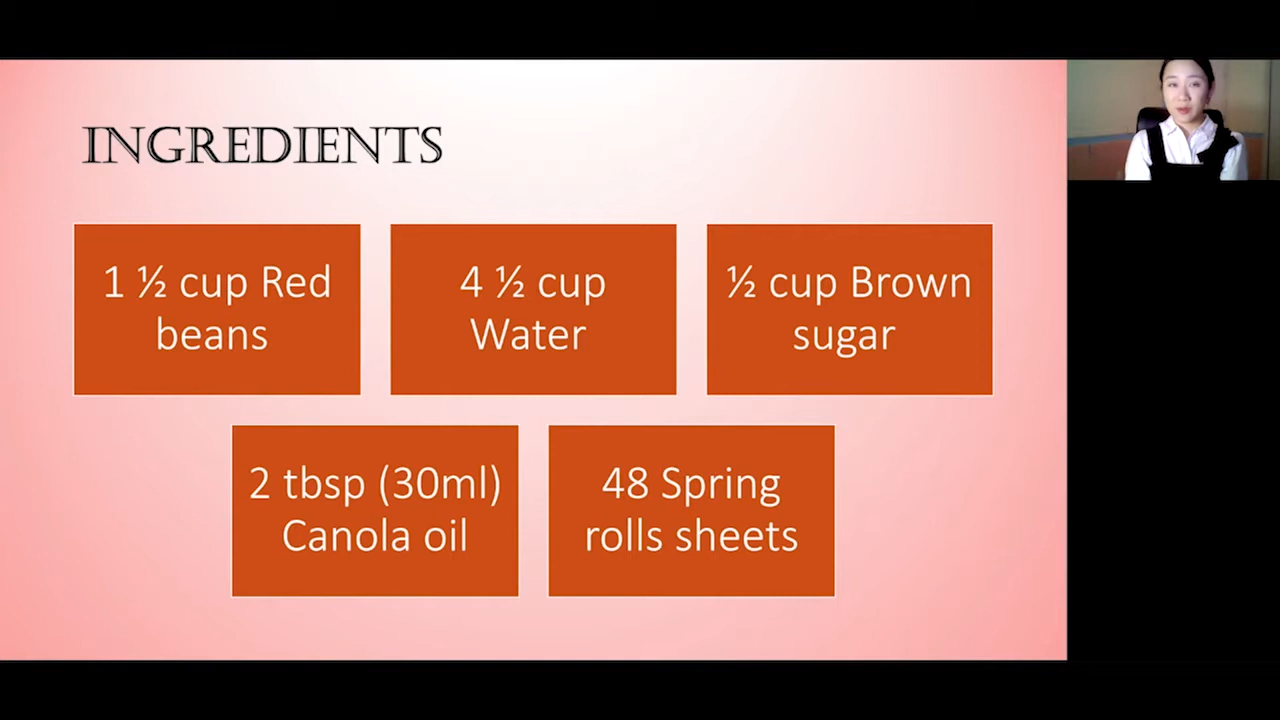 INGREDIENTS
1 ½ cup Red
beans
4 ½ cup
Water
½ cup Brown
sugar
2 tbsp (30ml)
Canola oil
48 Spring
rolls sheets